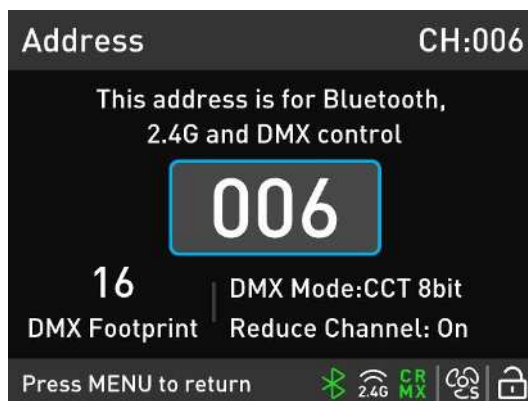 Address CH:006
This address is for Bluetooth,
2.4G and DMX control
006
16
DMX Footprint
DMX Mode:CCT 8bit
Reduce Channel: On
Press MENU to return 2.4G CR MX S